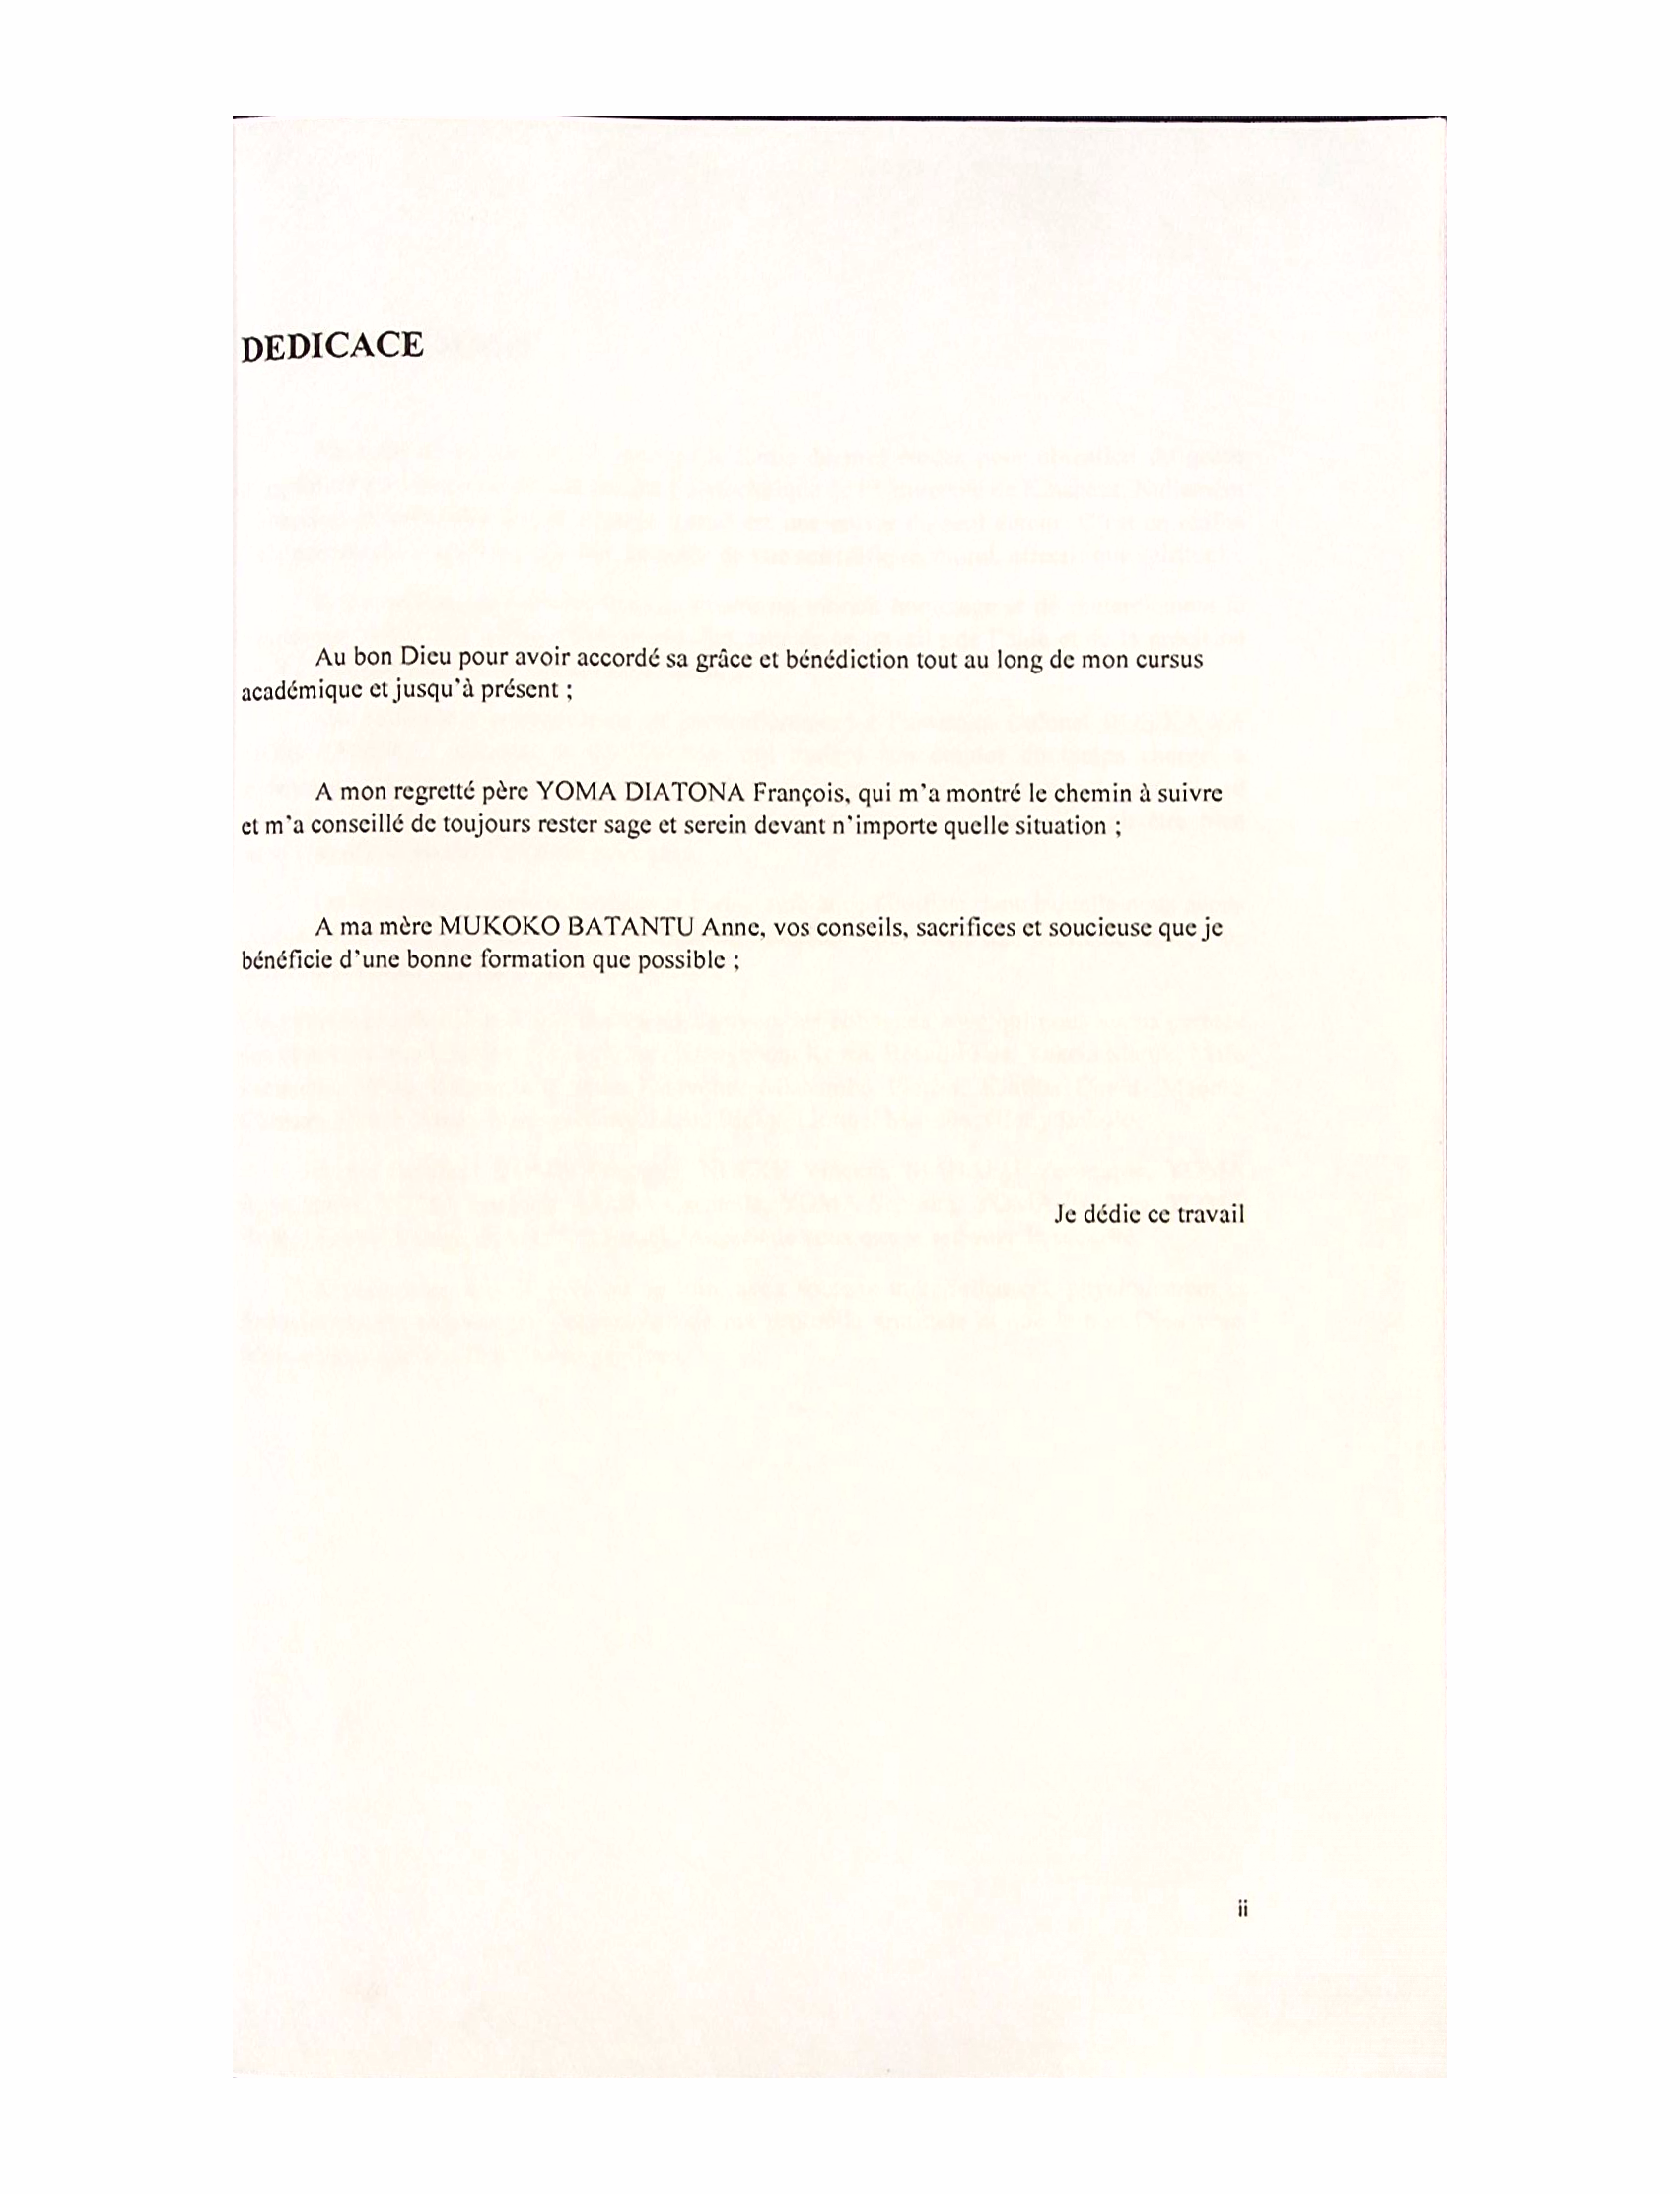 DEDICACE
Au bon Dieu pour avoir accordé sa grâce et bénédiction tout au long de mon cursus
académique et jusqu'à présent ;
A mon regretté père YOMA DIATONA François, qui m'a montré le chemin à suivre
et m'a conseillé de toujours rester sage et serein devant n'importe quelle situation ;
A ma mère MUKOKO BATANTU Anne, vos conseils, sacrifices et soucieuse que je
bénéficie d'une bonne formation que possible ;
Je dédie ce travail
ii